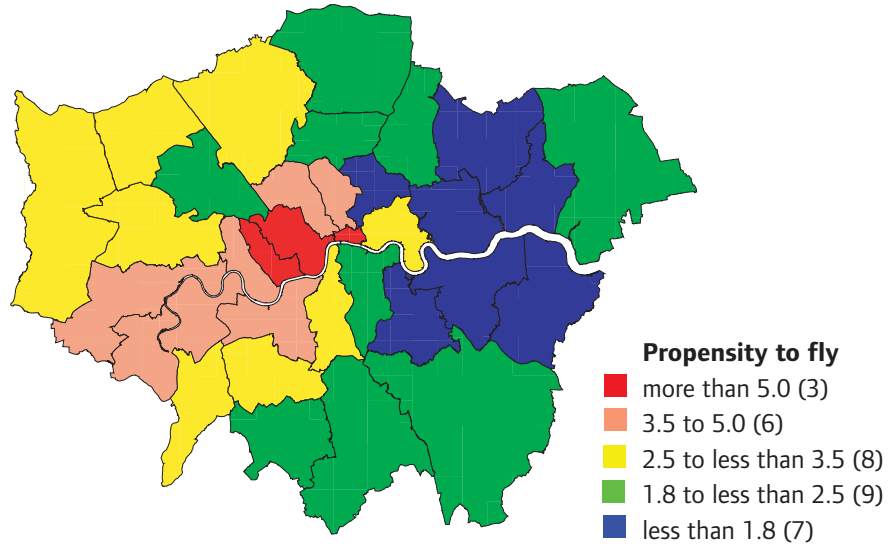 Propensity to fly
more than 5.0 (3)
3.5 to 5.0 (6)
2.5 to less than 3.5 (8)
1.8 to less than 2.5 (9)
less than 1.8 (7)